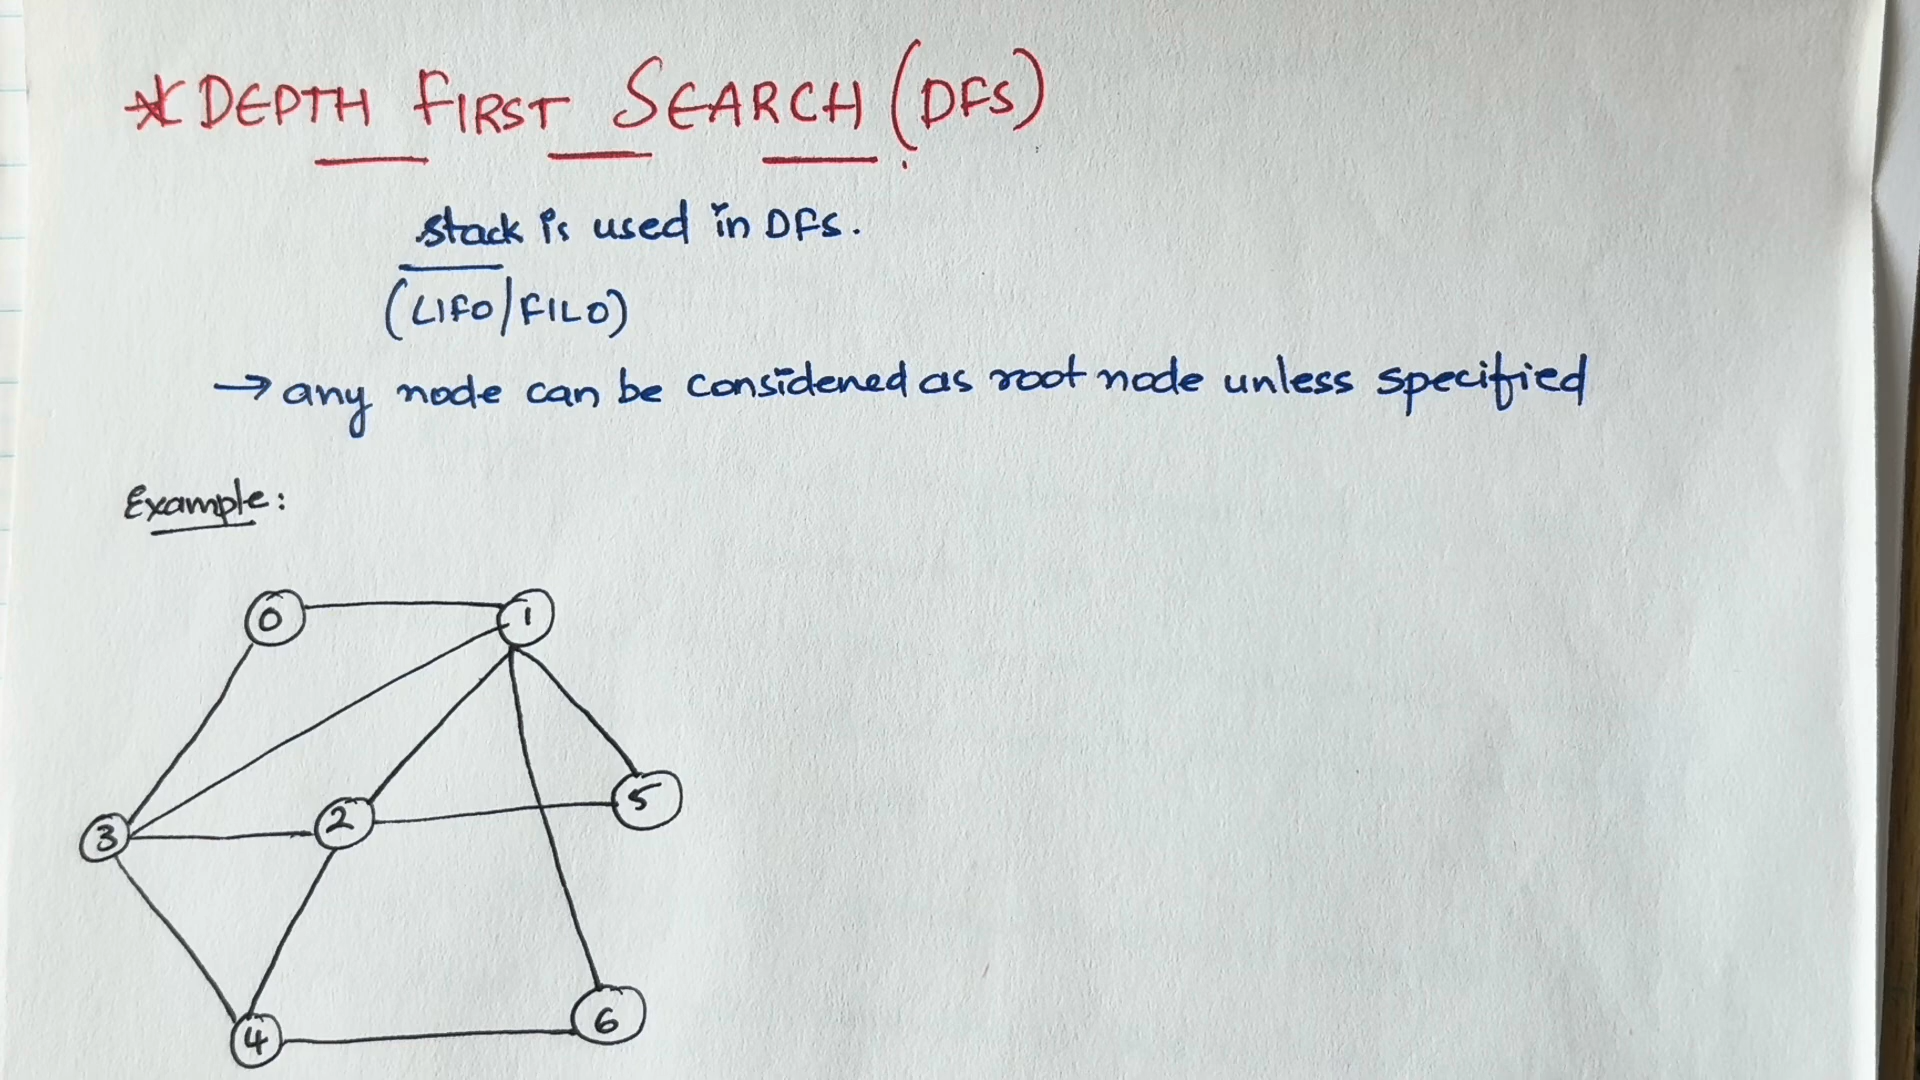 * DEPTH FIRST SEARCH (DFS)
stack is used in DFS.
(LIFO/FILO)
→ any node can be considened as root node unless specified
Example:
0 1
3 2 5
4 6